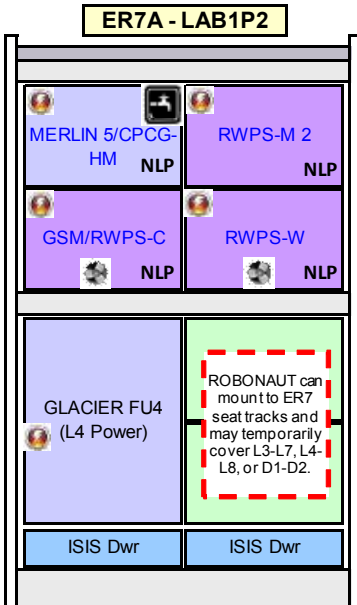 ER7A - LAB1P2
MERLIN 5/CPCG-
HM NLP
RWPS-M 2
NLP
GSM/RWPS-C
NLP
RWPS-W
NLP
GLACIER FU4
(L4 Power)
ROBONAUT can
mount to ER7
seat tracks and
may temporarily
cover L3-L7, L4-
L8, or D1-D2.
ISIS Dwr
ISIS Dwr